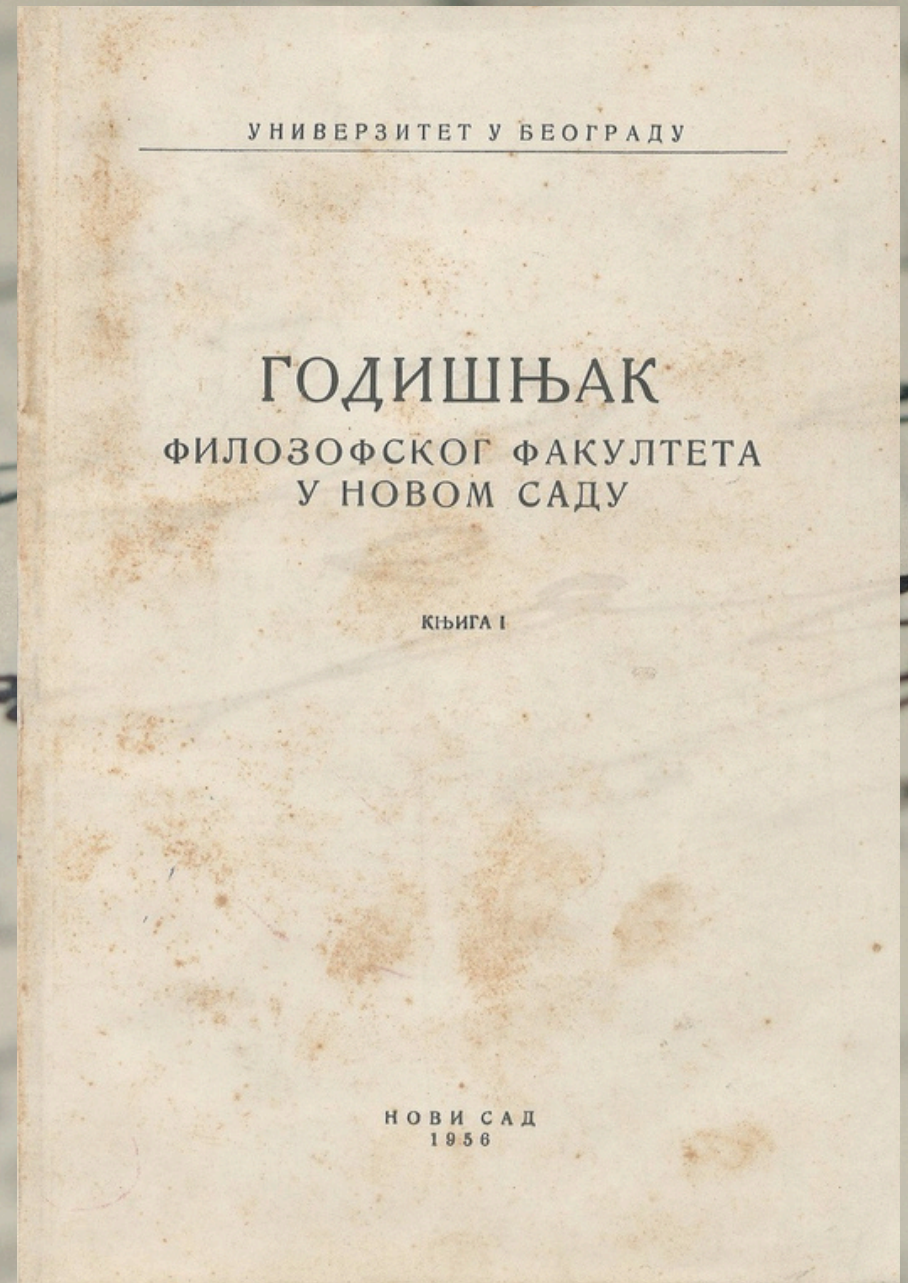 УНИВЕРЗИТЕТ У БЕОГРАДУ
ГОДИШЊАК
ФИЛОЗОФСКОГ ФАКУЛТЕТА
У НОВОМ САДУ
КЊИГА I
НОВИ САД
1956